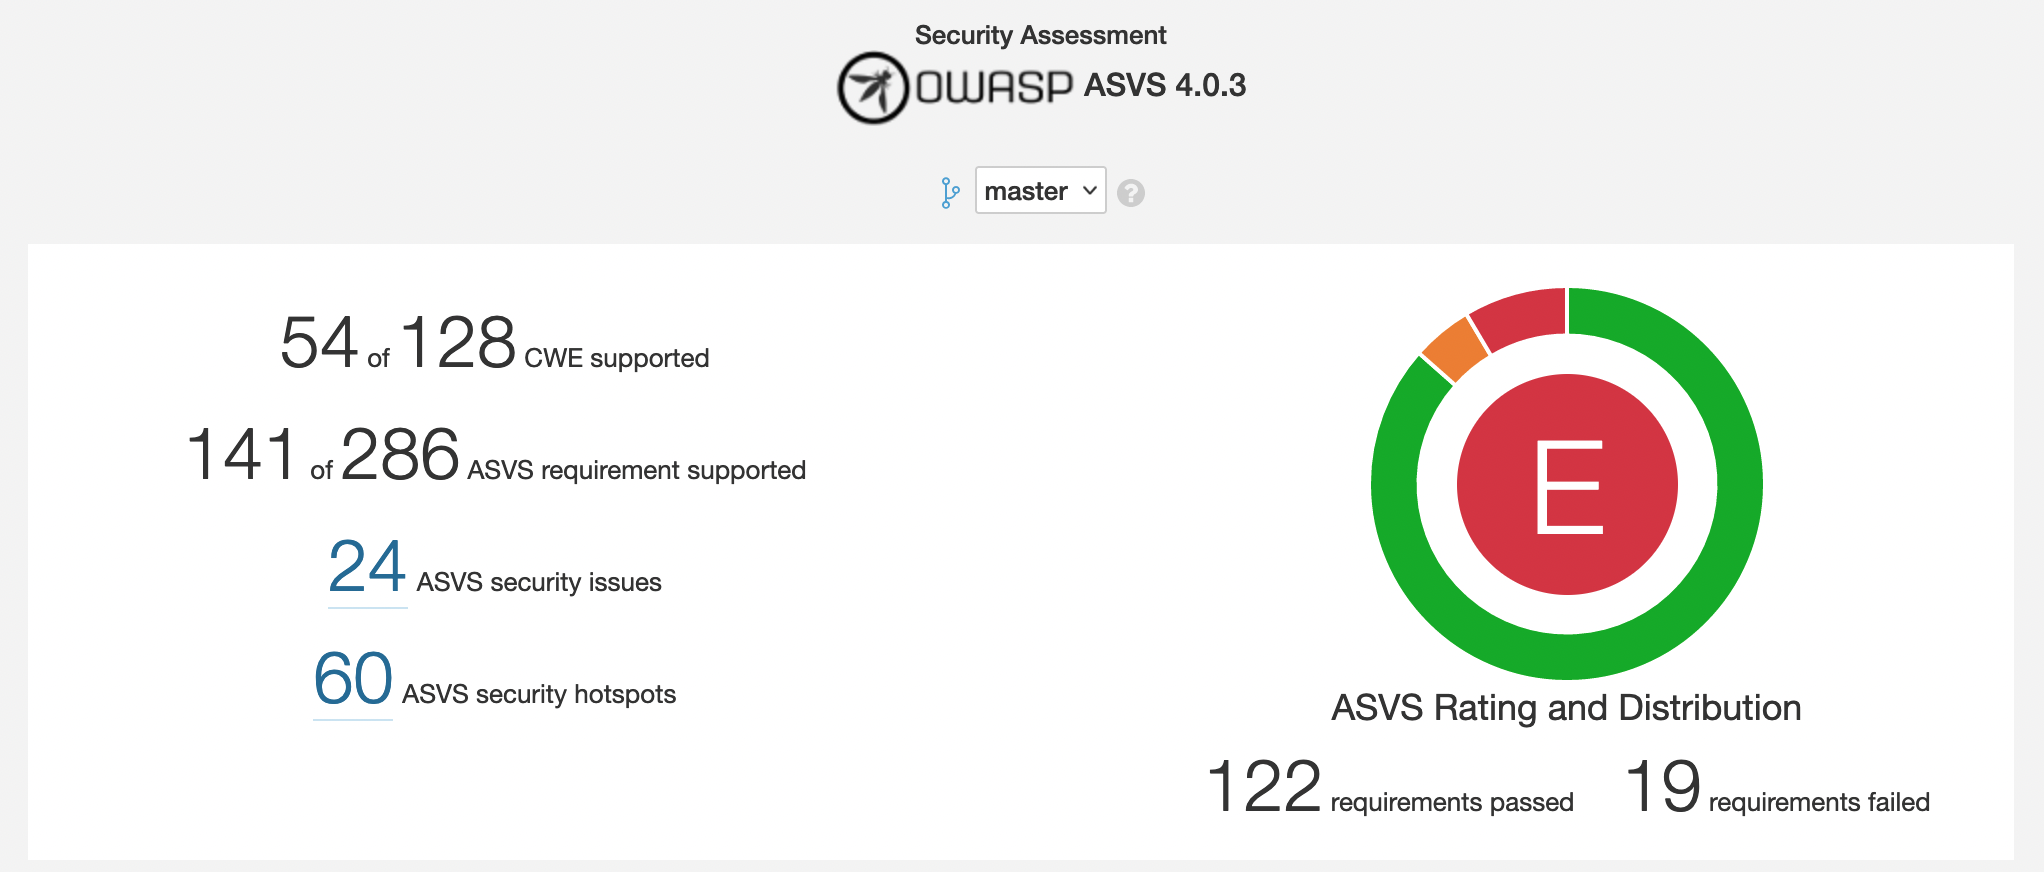 Security Assessment
OWASP ASVS 4.0.3
master
?
54 of 128 CWE supported
141 of 286 ASVS requirement supported
24 ASVS security issues
60 ASVS security hotspots
E
ASVS Rating and Distribution
122 requirements passed 19 requirements failed